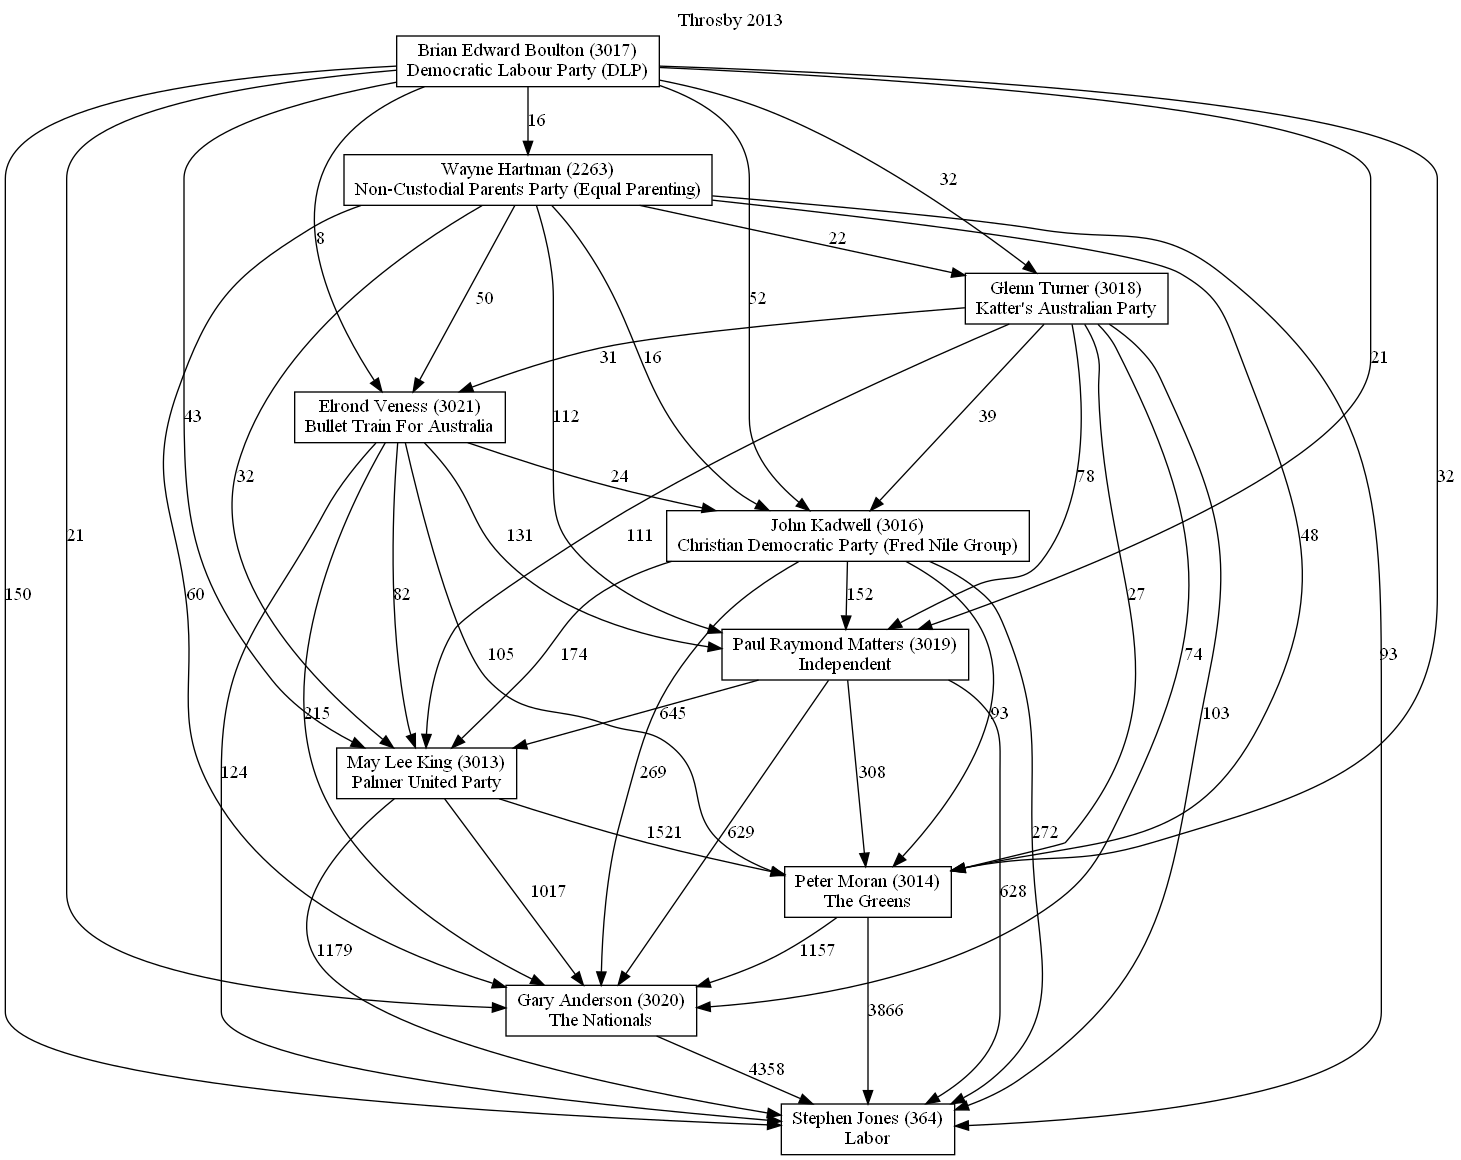 Throsby 2013
Brian Edward Boulton (3017)
Democratic Labour Party (DLP)
16
Wayne Hartman (2263)
Non-Custodial Parents Party (Equal Parenting)
32
8
22
50
52
Glenn Turner (3018)
Katter's Australian Party
31
16
21
Elrond Veness (3021)
Bullet Train For Australia
43
112
39
32
24
78
32
John Kadwell (3016)
Christian Democratic Party (Fred Nile Group)
21
131
111
48
150
60
82
152
27
Paul Raymond Matters (3019)
Independent
105
174
74
93
215
645
93
103
May Lee King (3013)
Palmer United Party
124
269
308
1521
629
272
Peter Moran (3014)
The Greens
1017
628
1179
1157
Gary Anderson (3020)
The Nationals
3866
4358
Stephen Jones (364)
Labor